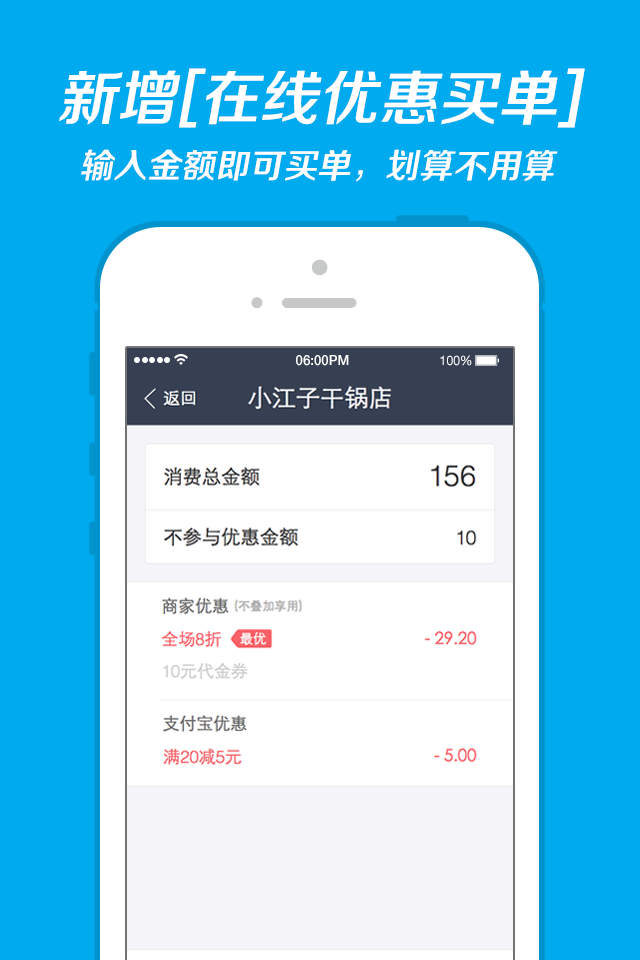 新增[在线优惠买单]
输入金额即可买单，划算不用算
06:00PM 100%
返回 小江子干锅店
消费总金额 156
不参与优惠金额 10
商家优惠 (不叠加享用)
全场8折 最优 - 29.20
10元代金券
支付宝优惠
满20减5元 - 5.00